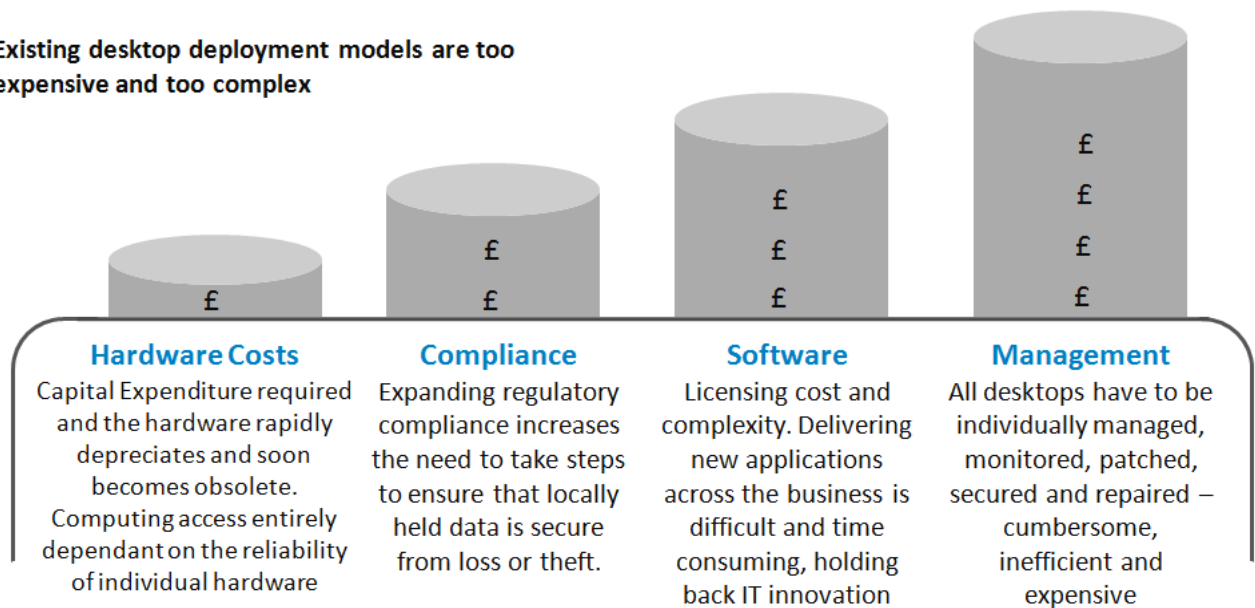 Existing desktop deployment models are too
expensive and too complex
£
£
£
£
£
£
£
£
£
£
Hardware Costs
Capital Expenditure required
and the hardware rapidly
depreciates and soon
becomes obsolete.
Computing access entirely
dependant on the reliability
of individual hardware
Compliance
Expanding regulatory
compliance increases
the need to take steps
to ensure that locally
held data is secure
from loss or theft.
Software
Licensing cost and
complexity. Delivering
new applications
across the business is
difficult and time
consuming, holding
back IT innovation
Management
All desktops have to be
individually managed,
monitored, patched,
secured and repaired –
cumbersome,
inefficient and
expensive